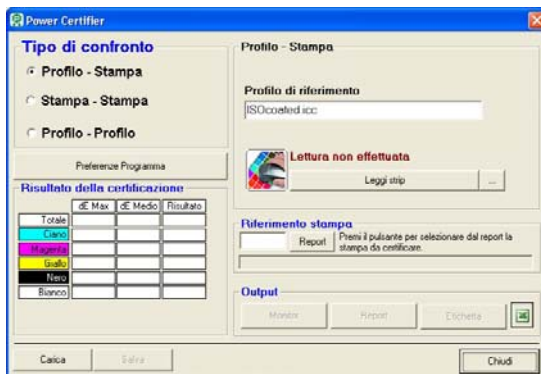 Power Certifier
Tipo di confronto
Profilo - Stampa
Stampa - Stampa
Profilo - Profilo
Preferenze Programma
Risultato della certificazione
dE Max dE Medio Risultato
Totale
Ciano
Magenta
Giallo
Nero
Bianco
Carica Salva
Profilo - Stampa
Profilo di riferimento
ISOcoated.icc
Lettura non effettuata
Leggi strip ...
Riferimento stampa
Report Premi il pulsante per selezionare dal report la
stampa da certificare.
Output
Monitor Report Etichetta
Chiudi